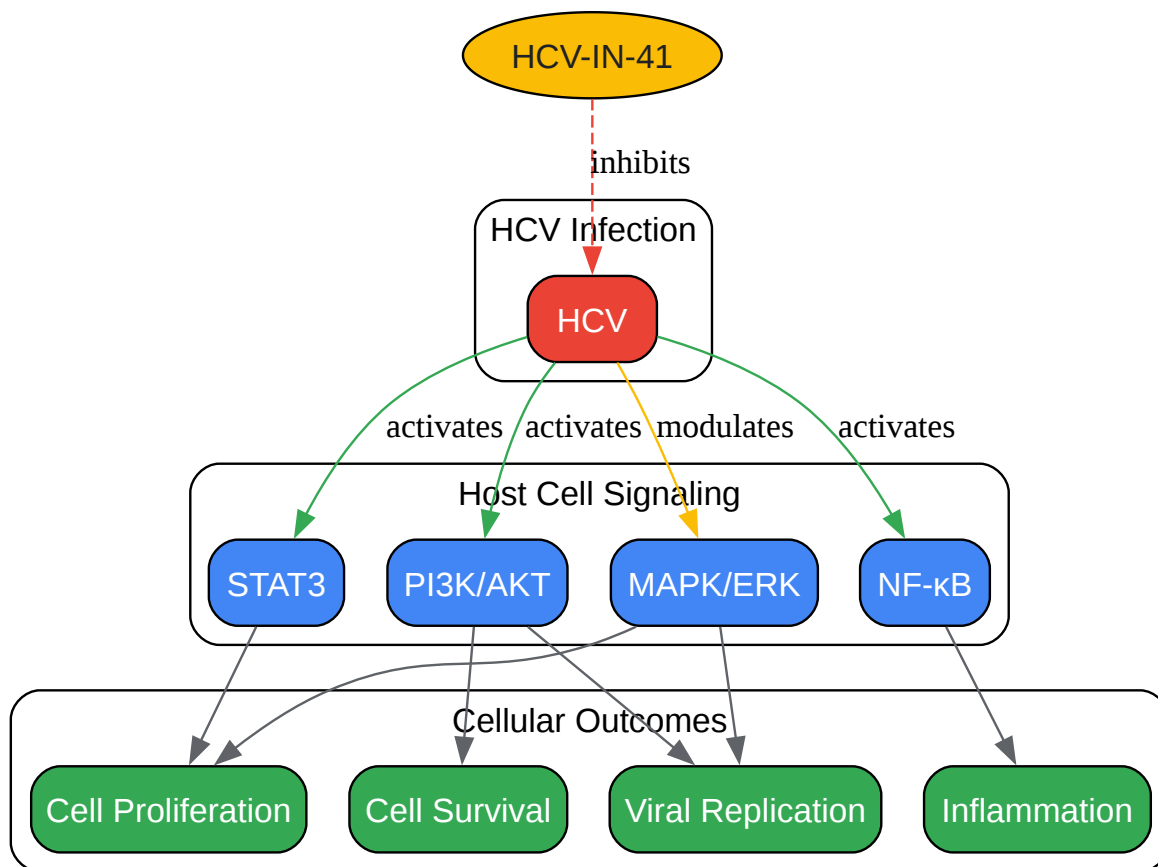 HCV-IN-41
inhibits
HCV Infection
HCV
activates
activates
modulates
activates
Host Cell Signaling
STAT3
PI3K/AKT
MAPK/ERK
NF-κB
Cellular Outcomes
Cell Proliferation
Cell Survival
Viral Replication
Inflammation